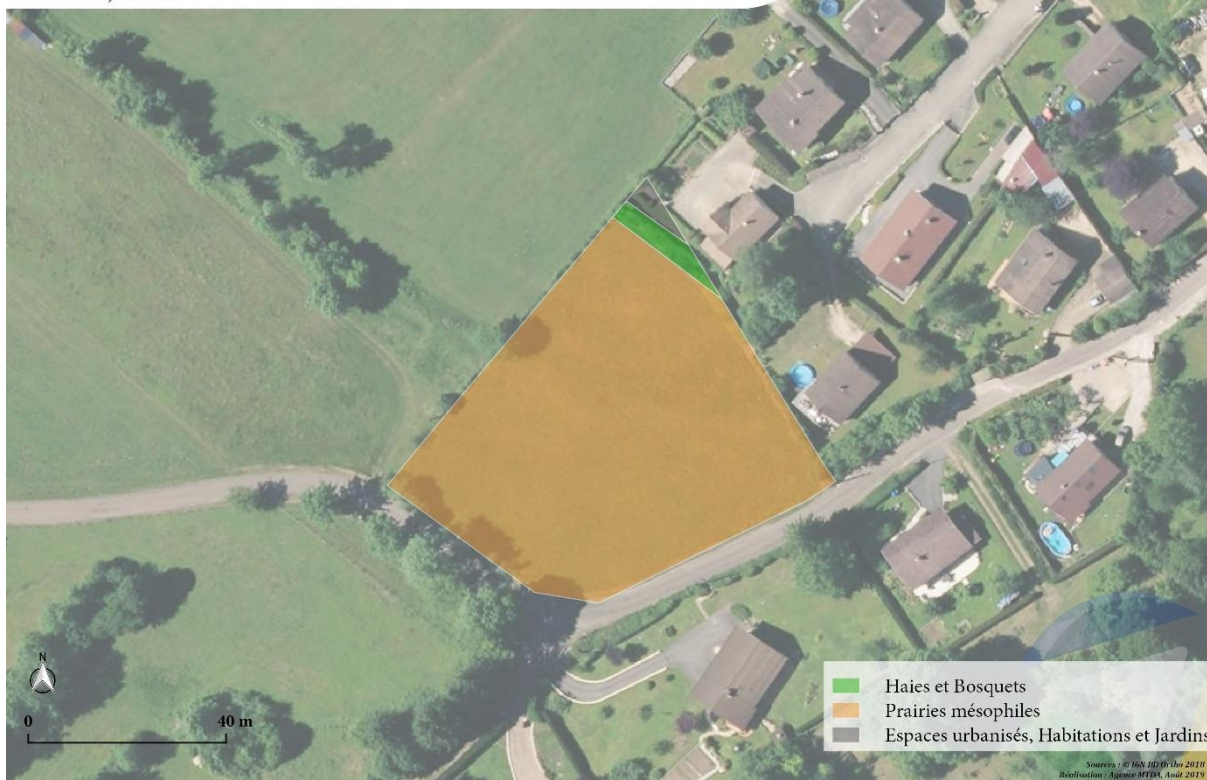 N
0 40 m
Haies et Bosquets
Prairies mésophiles
Espaces urbanisés, Habitations et Jardins
Sources : © IGN BD Ortho 2018
Réalisation : Agence MTDA, Août 2019